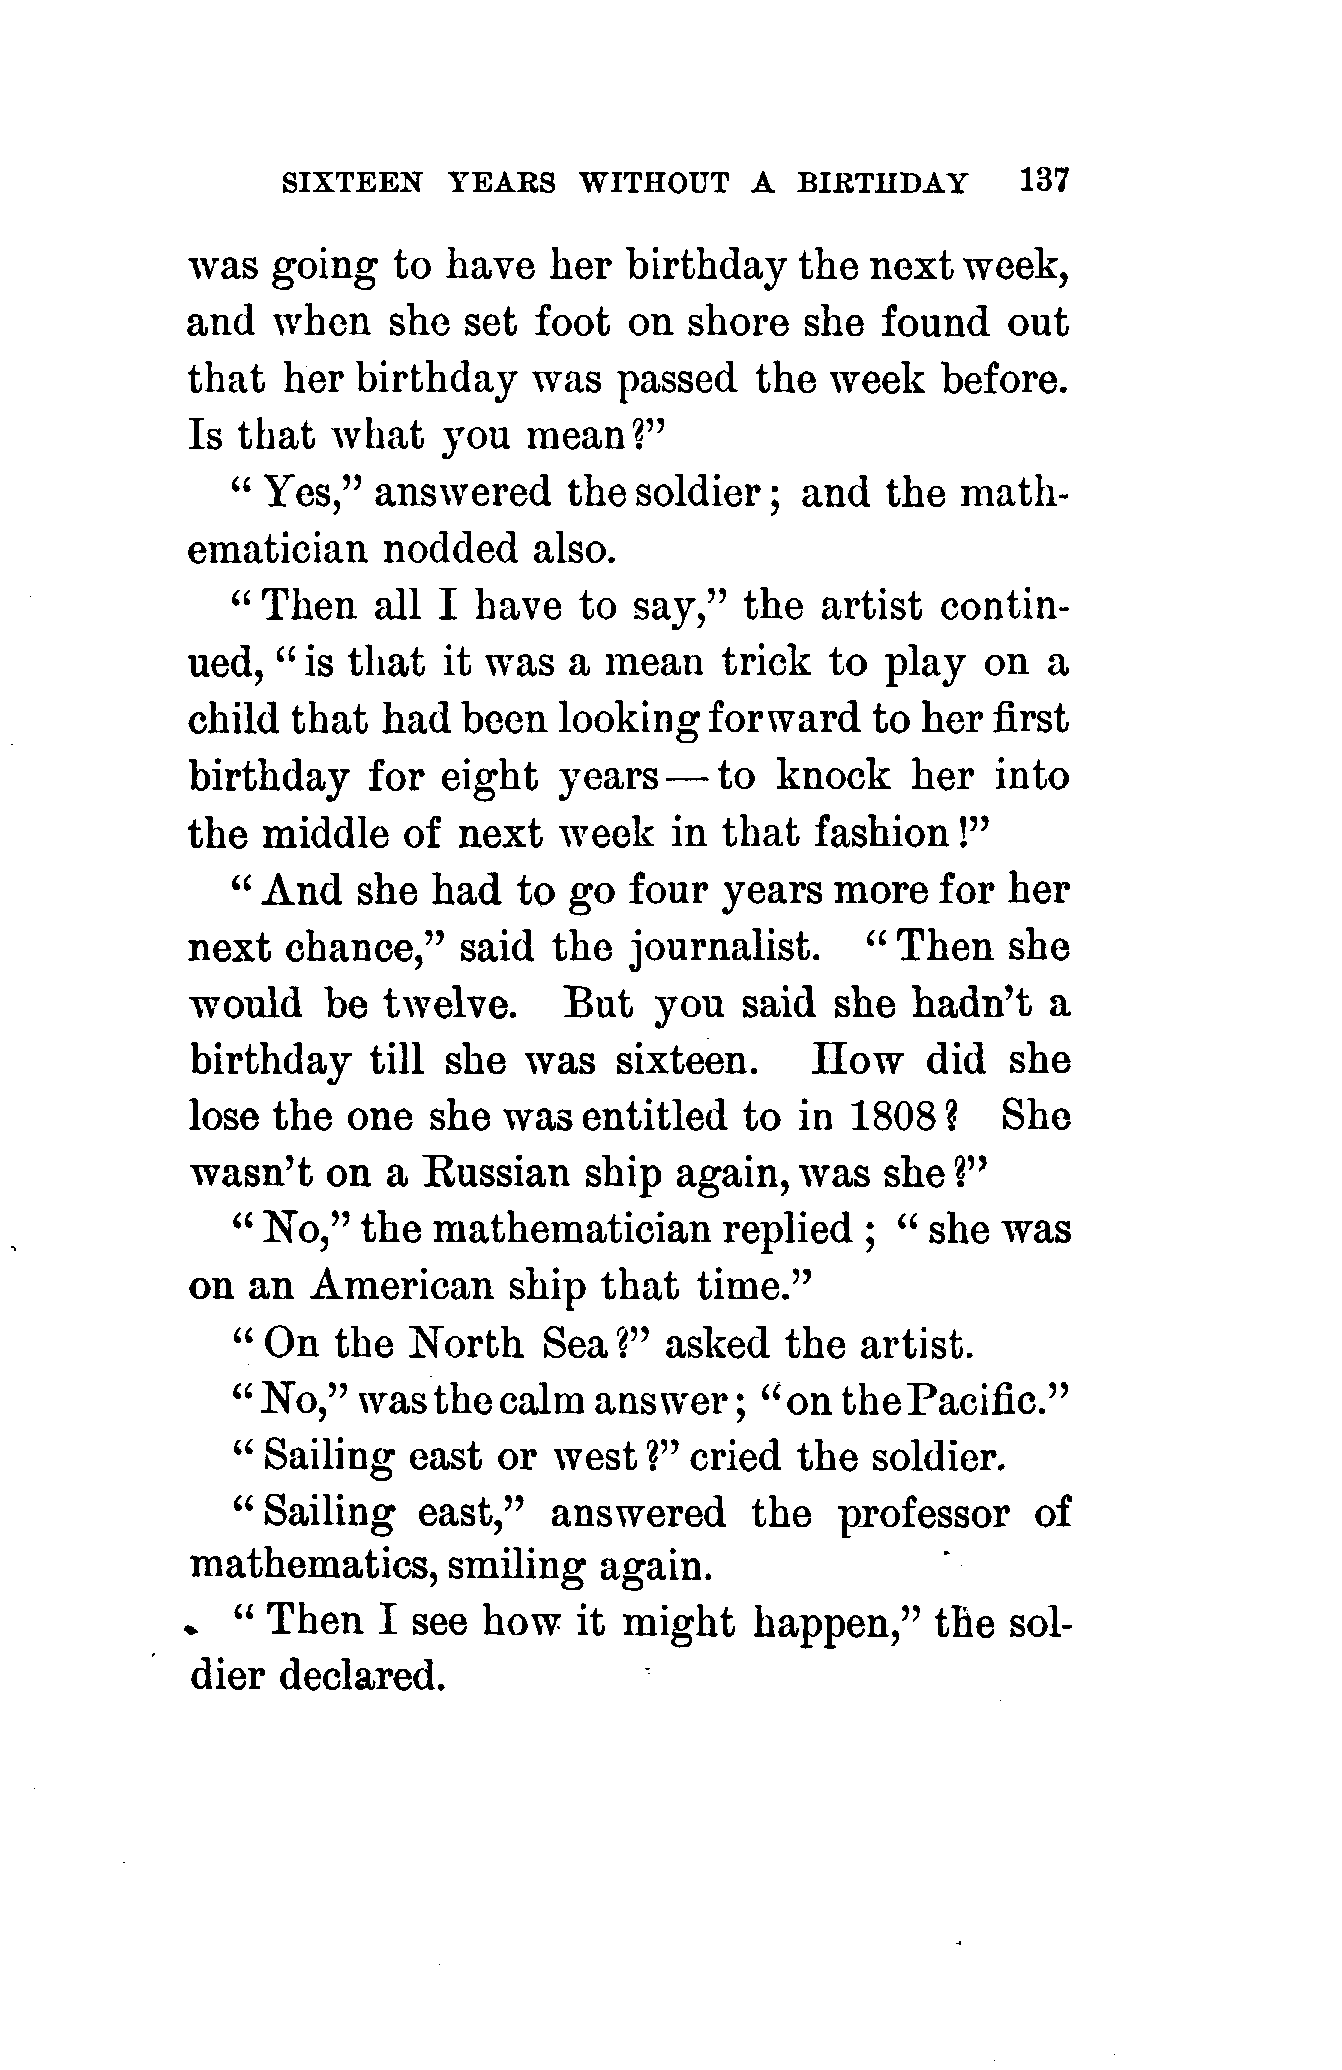 SIXTEEN YEARS WITHOUT A BIRTHDAY 137
was going to have her birthday the next week,
and when she set foot on shore she found out
that her birthday was passed the week before.
Is that what you mean?”
“Yes,” answered the soldier; and the math-
ematician nodded also.
“Then all I have to say,” the artist contin-
ued, “is that it was a mean trick to play on a
child that had been looking forward to her first
birthday for eight years—to knock her into
the middle of next week in that fashion!”
“And she had to go four years more for her
next chance,” said the journalist. “Then she
would be twelve. But you said she hadn’t a
birthday till she was sixteen. How did she
lose the one she was entitled to in 1808? She
wasn’t on a Russian ship again, was she?”
“No,” the mathematician replied; “she was
on an American ship that time.”
“On the North Sea?” asked the artist.
“No,” was the calm answer; “on the Pacific.”
“Sailing east or west?” cried the soldier.
“Sailing east,” answered the professor of
mathematics, smiling again.
“Then I see how it might happen,” the sol-
dier declared.